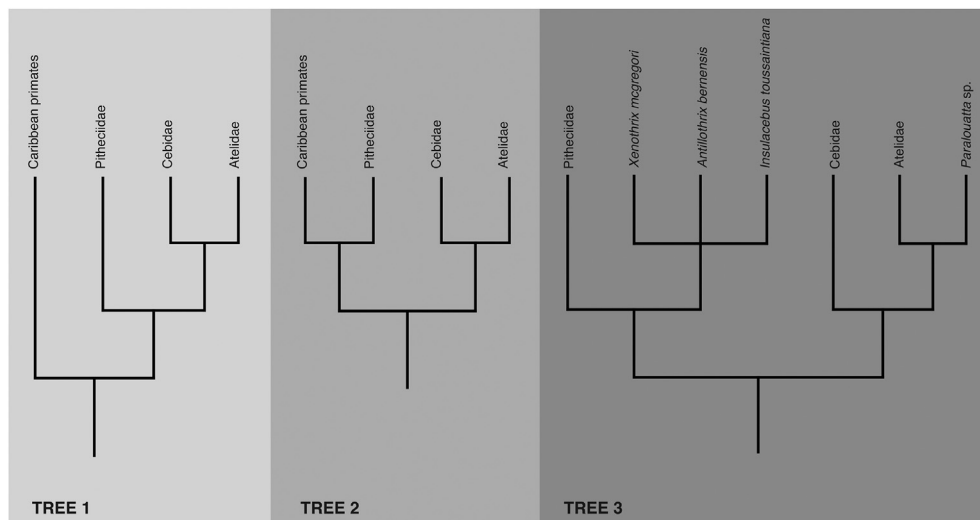 Caribbean primates
Pitheciidae
Cebidae
Atelidae
TREE 1
Caribbean primates
Pitheciidae
Cebidae
Atelidae
TREE 2
Pitheciidae
Xenothrix mcgregori
Antillothrix bernensis
Insulacebus toussaintiana
Cebidae
Atelidae
Paralouatta sp.
TREE 3